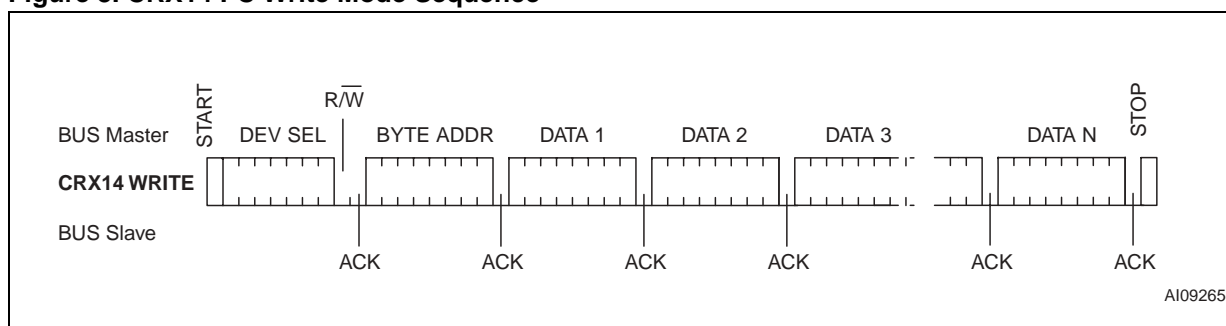 START
R/W̅
STOP
BUS Master DEV SEL BYTE ADDR DATA 1 DATA 2 DATA 3 DATA N
CRX14 WRITE
BUS Slave
ACK ACK ACK ACK ACK ACK
AI09265